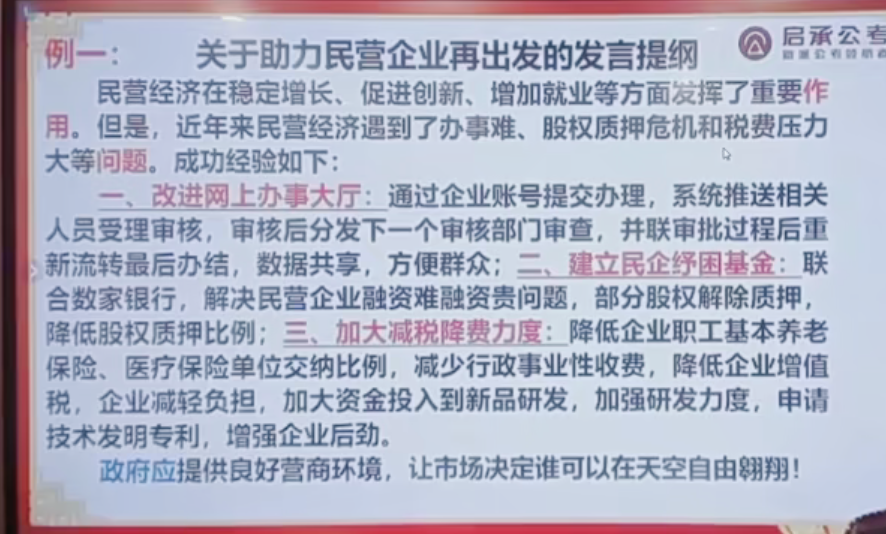 例一： 关于助力民营企业再出发的发言提纲
启承公考
民营经济在稳定增长、促进创新、增加就业等方面发挥了重要作
用。但是，近年来民营经济遇到了办事难、股权质押危机和税费压力
大等问题。成功经验如下：
一、改进网上办事大厅：通过企业账号提交办理，系统推送相关
人员受理审核，审核后分发下一个审核部门审查，并联审批过程后重
新流转最后办结，数据共享，方便群众；二、建立民企纾困基金：联
合数家银行，解决民营企业融资难融资贵问题，部分股权解除质押，
降低股权质押比例；三、加大减税降费力度：降低企业职工基本养老
保险、医疗保险单位交纳比例，减少行政事业性收费，降低企业增值
税，企业减轻负担，加大资金投入到新品研发，加强研发力度，申请
技术发明专利，增强企业后劲。
政府应提供良好营商环境，让市场决定谁可以在天空自由翱翔！